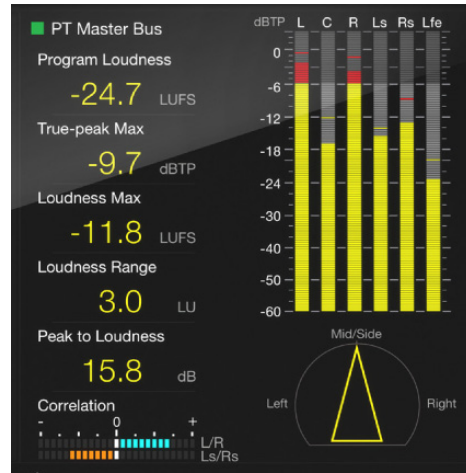 PT Master Bus
Program Loudness
-24.7 LUFS
True-peak Max
-9.7 dBTP
Loudness Max
-11.8 LUFS
Loudness Range
3.0 LU
Peak to Loudness
15.8 dB
Correlation
- 0 +
L/R
Ls/Rs
dBTP L C R Ls Rs Lfe
0
-6
-12
-18
-24
-30
-40
-50
-60
Mid/Side
Left Right